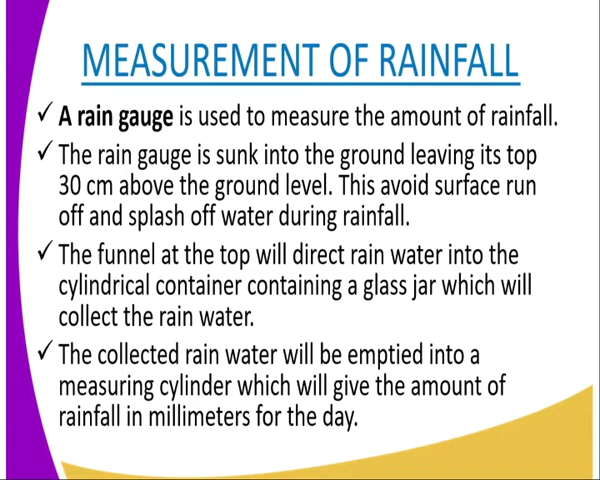 MEASUREMENT OF RAINFALL
✓ A rain gauge is used to measure the amount of rainfall.
✓ The rain gauge is sunk into the ground leaving its top
30 cm above the ground level. This avoid surface run
off and splash off water during rainfall.
✓ The funnel at the top will direct rain water into the
cylindrical container containing a glass jar which will
collect the rain water.
✓ The collected rain water will be emptied into a
measuring cylinder which will give the amount of
rainfall in millimeters for the day.